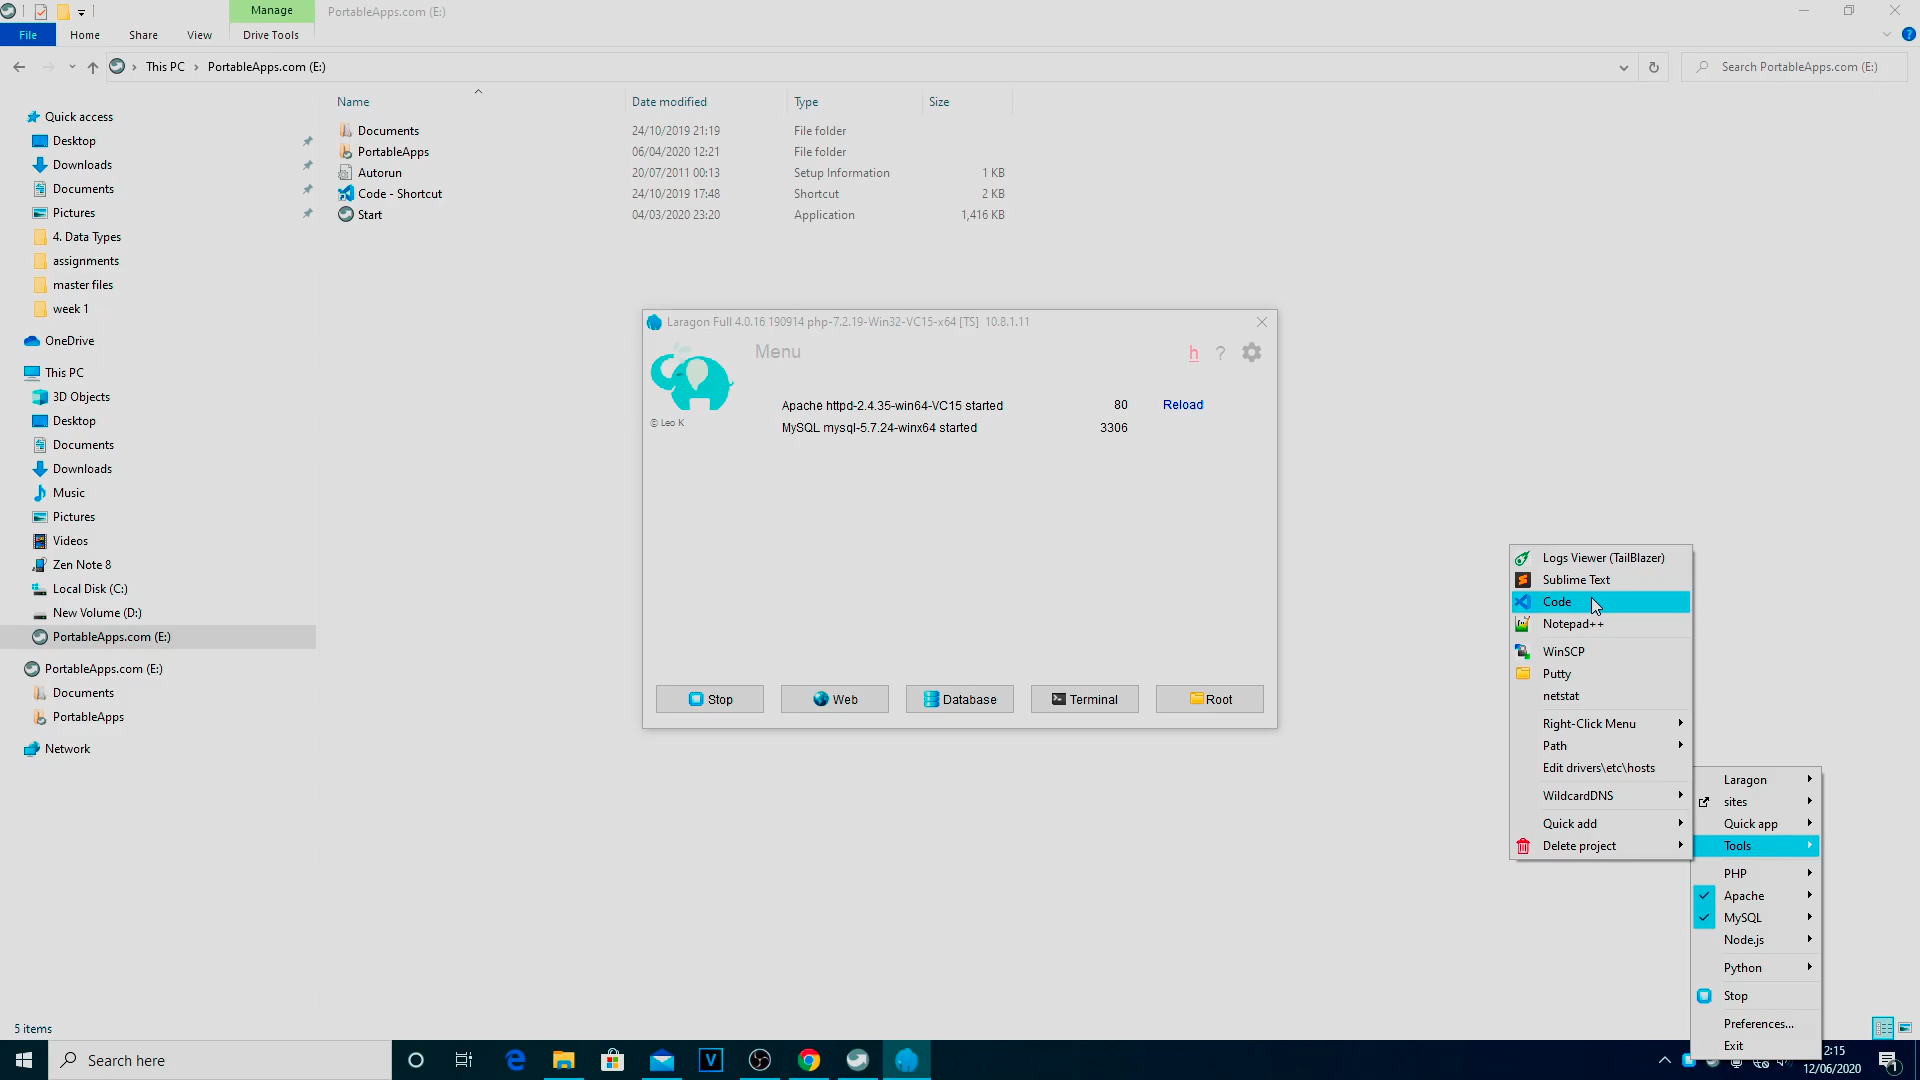 Manage
PortableApps.com (E:)
File
Home
Share
View
Drive Tools
This PC
PortableApps.com (E:)
Search PortableApps.com (E:)
Name
Date modified
Type
Size
Documents
24/10/2019 21:19
File folder
PortableApps
06/04/2020 12:21
File folder
Autorun
20/07/2011 00:13
Setup Information
1 KB
Code - Shortcut
24/10/2019 17:48
Shortcut
2 KB
Start
04/03/2020 23:20
Application
1,416 KB
Quick access
Desktop
Downloads
Documents
Pictures
4. Data Types
assignments
master files
week 1
OneDrive
This PC
3D Objects
Desktop
Documents
Downloads
Music
Pictures
Videos
Zen Note 8
Local Disk (C:)
New Volume (D:)
PortableApps.com (E:)
PortableApps.com (E:)
Documents
PortableApps
Network
5 items
Laragon Full 4.0.16 190914 php-7.2.19-Win32-VC15-x64 [TS] 10.8.1.11
Menu
h
?
© Leo K
Apache httpd-2.4.35-win64-VC15 started
80
Reload
MySQL mysql-5.7.24-winx64 started
3306
Stop
Web
Database
Terminal
Root
Logs Viewer (TailBlazer)
Sublime Text
Code
Notepad++
WinSCP
Putty
netstat
Right-Click Menu
Path
Edit drivers\etc\hosts
WildcardDNS
Quick add
Delete project
Laragon
sites
Quick app
Tools
PHP
Apache
MySQL
Node.js
Python
Stop
Preferences...
Exit
Search here
2:15
12/06/2020
1